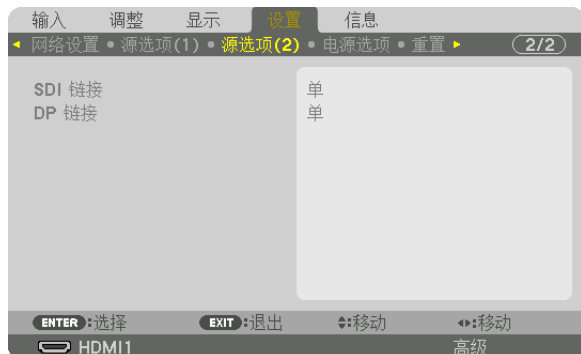 输入 调整 显示 设置 信息
网络设置 • 源选项(1) • 源选项(2) • 电源选项 • 重置 2/2
SDI 链接 单
DP 链接 单
ENTER:选择 EXIT:退出 :移动 :移动
HDMI1 高级